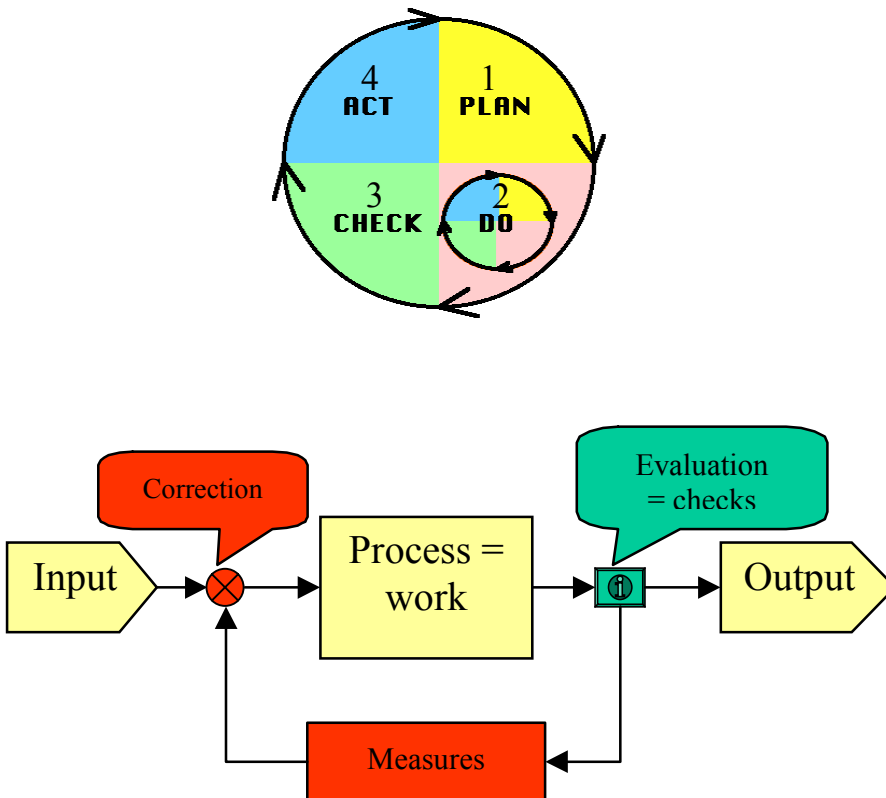 4
ACT
1
PLAN
3
CHECK
2
DO
Correction
Evaluation
= checks
Input
Process =
work
i
Output
Measures